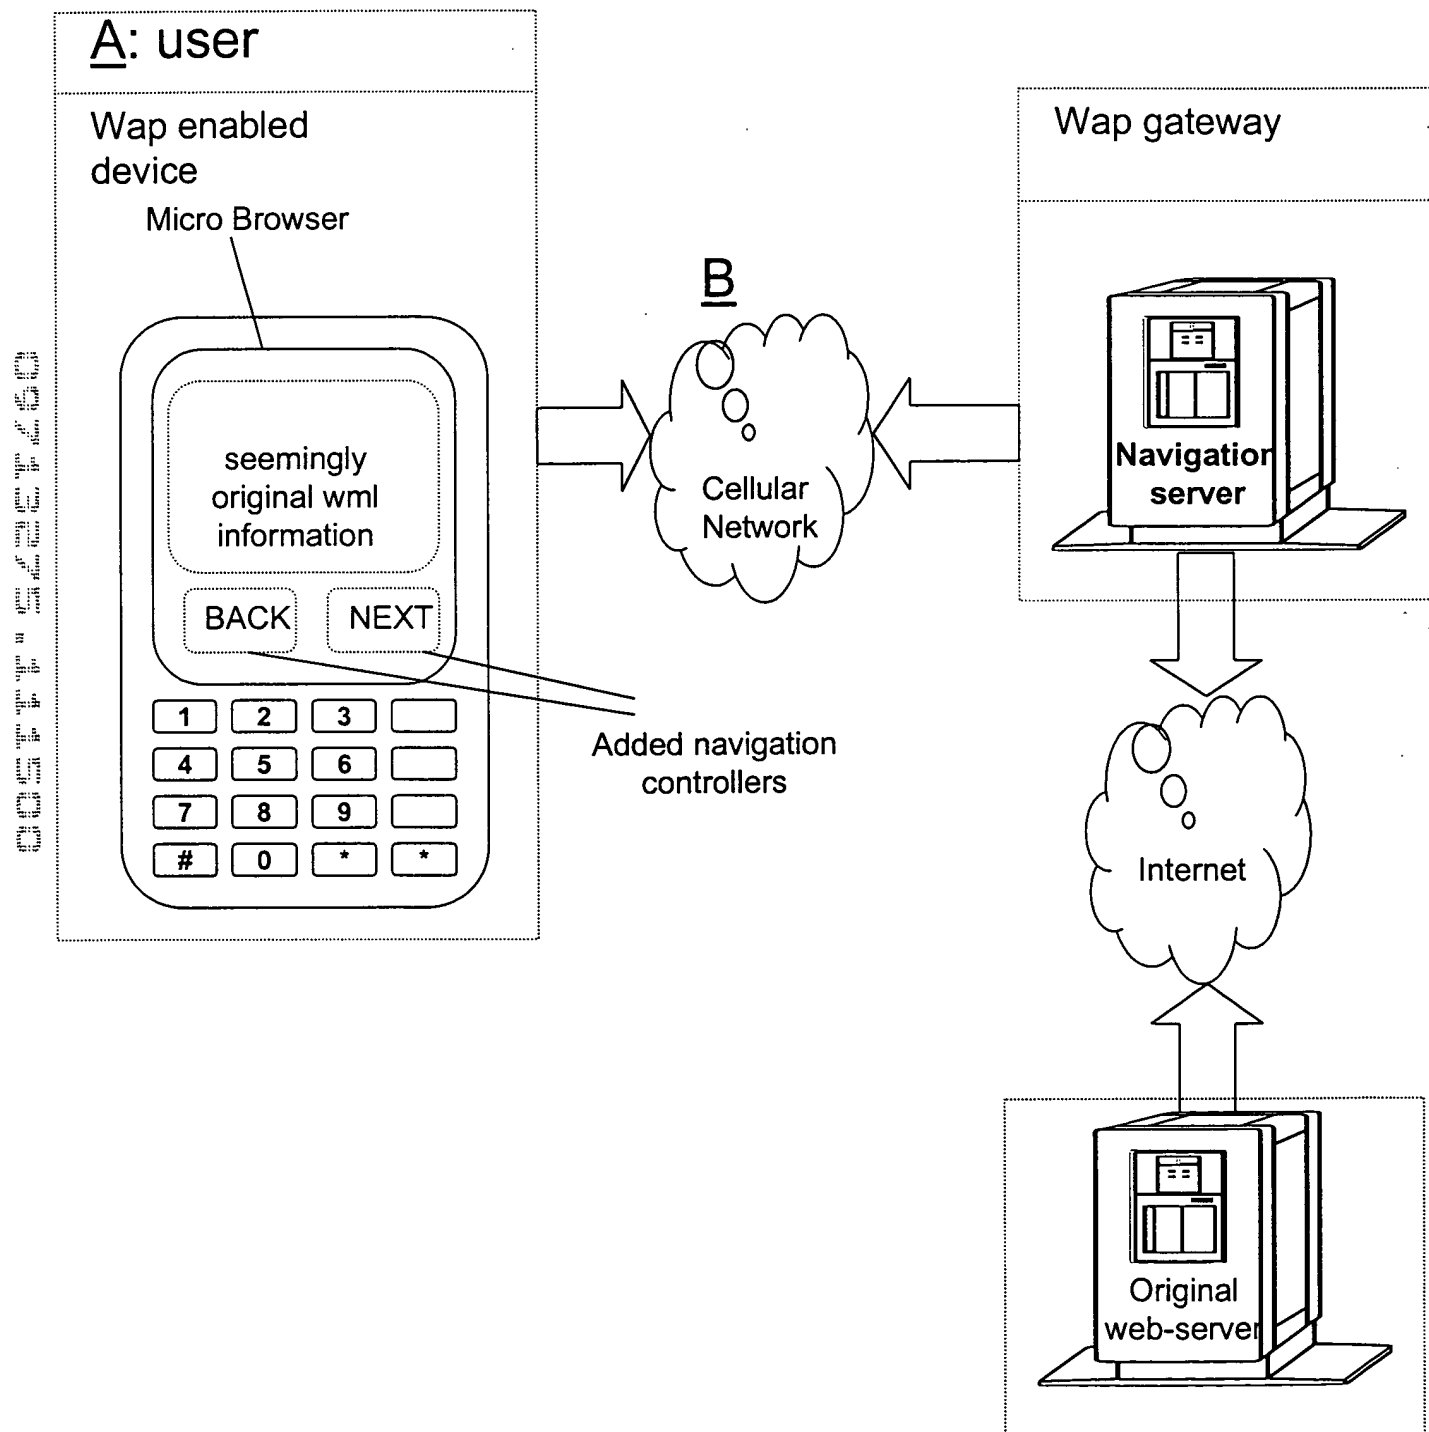 A: user
Wap enabled
device
Micro Browser
seemingly
original wml
information
BACK NEXT
1 2 3
4 5 6
7 8 9
# 0 * *
Added navigation
controllers
B
Cellular
Network
Wap gateway
Navigation
server
Internet
Original
web-server